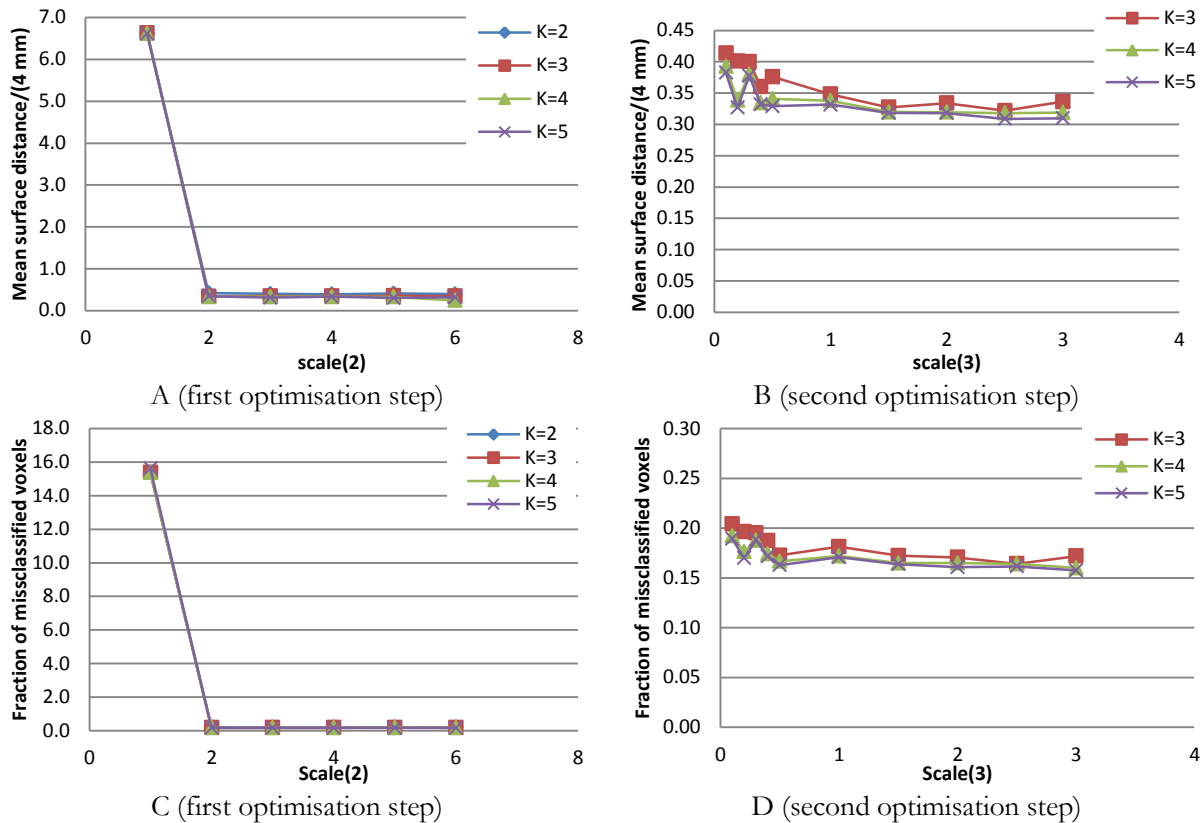 Mean surface distance/(4 mm)
7.0
6.0
5.0
4.0
3.0
2.0
1.0
0.0
0 2 4 6 8
scale(2)
K=2
K=3
K=4
K=5
A (first optimisation step)
Mean surface distance/(4 mm)
0.45
0.40
0.35
0.30
0.25
0.20
0.15
0.10
0.05
0.00
0 1 2 3 4
scale(3)
K=3
K=4
K=5
B (second optimisation step)
Fraction of missclassified voxels
18.0
16.0
14.0
12.0
10.0
8.0
6.0
4.0
2.0
0.0
0 2 4 6 8
Scale(2)
K=2
K=3
K=4
K=5
C (first optimisation step)
Fraction of missclassified voxels
0.30
0.25
0.20
0.15
0.10
0.05
0.00
0 1 2 3 4
Scale(3)
K=3
K=4
K=5
D (second optimisation step)